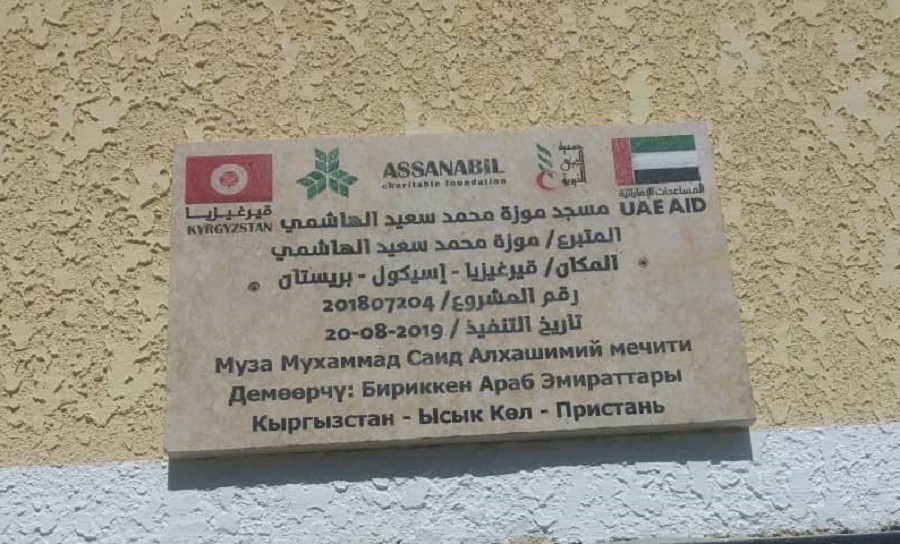 ASSANABIL
charitable foundation
قيرغيزيا
KYRGYZSTAN
المساعدات الإماراتية
UAE AID
مسجد موزة محمد سعيد الهاشمي
المتبرع/ موزة محمد سعيد الهاشمي
المكان/ قيرغيزيا - إسيكول - بريستان
رقم المشروع/ 201807204
تاريخ التنفيذ / 20-08-2019
Муза Мухаммад Саид Алхашимий мечити
Демөөрчү: Бириккен Араб Эмираттары
Кыргызстан - Ысык Көл - Пристань